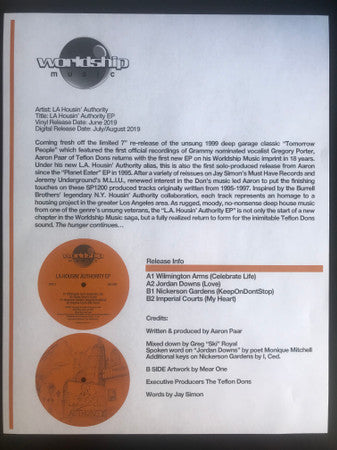 worldship
music
Artist: LA Housin' Authority
Title: LA Housin' Authority EP
Vinyl Release Date: June 2019
Digital Release Date: July/August 2019
Coming fresh off the limited 7" re-release of the unsung 1999 deep garage classic "Tomorrow
People" which featured the first official recordings of Grammy nominated vocalist Gregory Porter,
Aaron Paar of Teflon Dons returns with the first new EP on his Worldship Music imprint in 18 years.
Under his new L.A. Housin' Authority alias, this is also the first solo-produced release from Aaron
since the "Planet Eater" EP in 1995. After a variety of reissues on Jay Simon's Must Have Records and
Jeremy Underground's M.L.I.U., renewed interest in the Don's music led Aaron to put the finishing
touches on these SP1200 produced tracks originally written from 1995-1997. Inspired by the Burrell
Brothers' legendary N.Y. Housin' Authority collaboration, each track represents an homage to a
housing project in the greater Los Angeles area. As rugged, moody, no-nonsense deep house music
from one of the genre's unsung veterans, the "L.A. Housin' Authority EP" is not only the start of a new
chapter in the Worldship Music saga, but a fully realized return to form for the inimitable Teflon Dons
sound. The hunger continues...
LA HOUSIN' AUTHORITY EP
AUTHORITY
Release Info
A1 Wilmington Arms (Celebrate Life)
A2 Jordan Downs (Love)
B1 Nickerson Gardens (KeepOnDontStop)
B2 Imperial Courts (My Heart)
Credits:
Written & produced by Aaron Paar
Mixed down by Greg "Ski" Royal
Spoken word on "Jordan Downs" by poet Monique Mitchell
Additional keys on Nickerson Gardens by I, Ced.
B SIDE Artwork by Mear One
Executive Producers The Teflon Dons
Words by Jay Simon